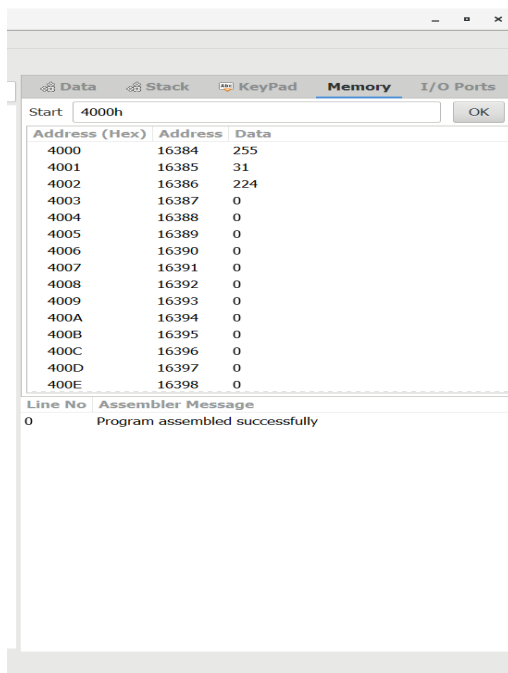 Data Stack KeyPad Memory I/O Ports
Start 4000h OK
Address (Hex) Address Data
4000 16384 255
4001 16385 31
4002 16386 224
4003 16387 0
4004 16388 0
4005 16389 0
4006 16390 0
4007 16391 0
4008 16392 0
4009 16393 0
400A 16394 0
400B 16395 0
400C 16396 0
400D 16397 0
400E 16398 0
Line No Assembler Message
0 Program assembled successfully